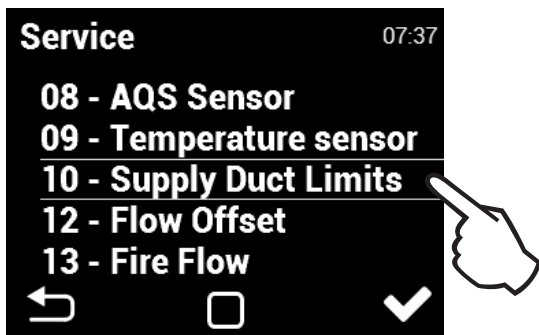 Service 07:37
08 - AQS Sensor
09 - Temperature sensor
10 - Supply Duct Limits
12 - Flow Offset
13 - Fire Flow